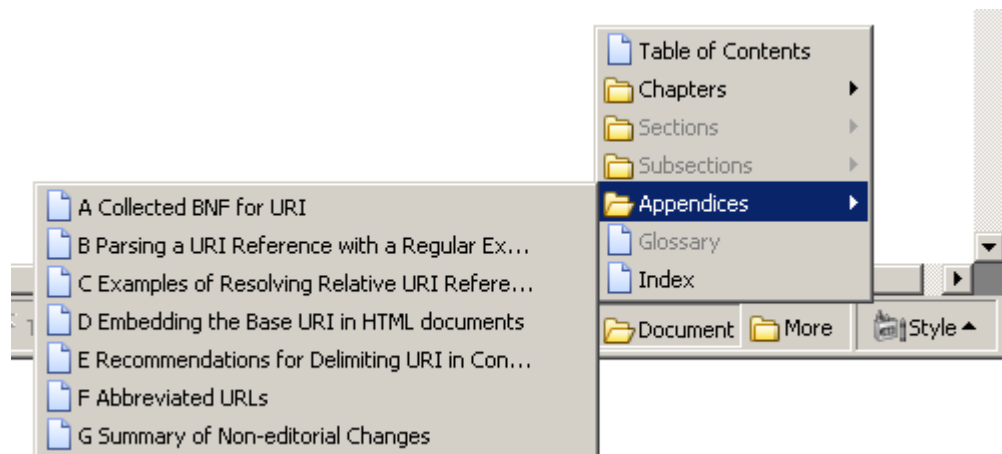 Table of Contents
Chapters
Sections
Subsections
Appendices
Glossary
Index
A Collected BNF for URI
B Parsing a URI Reference with a Regular Ex...
C Examples of Resolving Relative URI Refere...
D Embedding the Base URI in HTML documents
E Recommendations for Delimiting URI in Con...
F Abbreviated URLs
G Summary of Non-editorial Changes
Document More Style